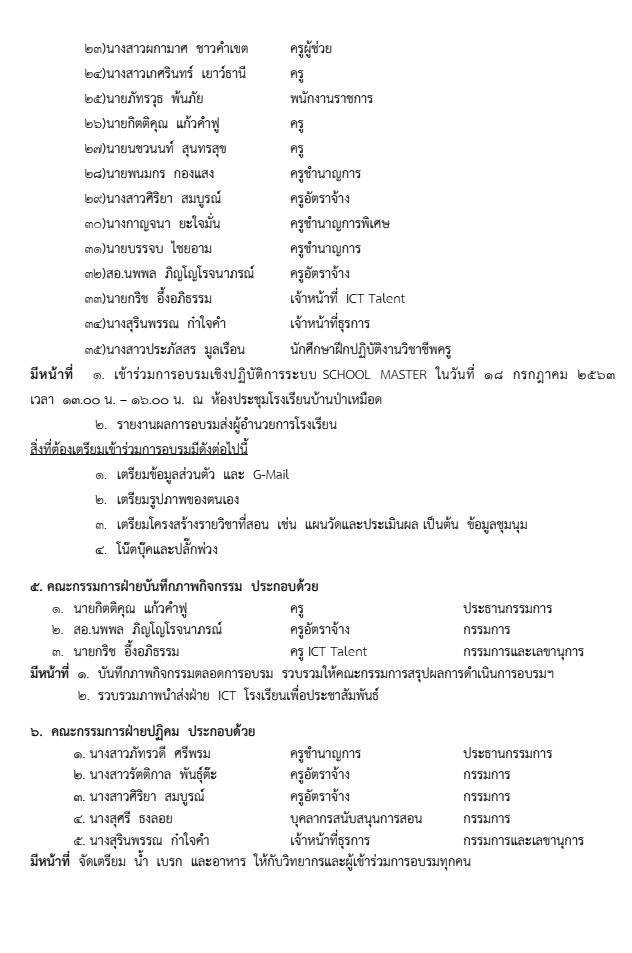 ๒๓)นางสาวผกามาศ ชาวคำเขต ครูผู้ช่วย
๒๔)นางสาวเกศรินทร์ เยาว์ธานี ครู
๒๕)นายภัทรวุธ พ้นภัย พนักงานราชการ
๒๖)นายกิตติคุณ แก้วคำฟู ครู
๒๗)นายนชวนนท์ สุนทรสุข ครู
๒๘)นายพนมกร กองแสง ครูชำนาญการ
๒๙)นางสาวศิริยา สมบูรณ์ ครูอัตราจ้าง
๓๐)นางกาญจนา ยะใจมั่น ครูชำนาญการพิเศษ
๓๑)นายบรรจบ ไชยอาม ครูชำนาญการ
๓๒)สอ.นพพล ภิญโญโรจนาภรณ์ ครูอัตราจ้าง
๓๓)นายกริช อึ้งอภิธรรม เจ้าหน้าที่ ICT Talent
๓๔)นางสุรินพรรณ กำใจคำ เจ้าหน้าที่ธุรการ
๓๕)นางสาวประภัสสร มูลเรือน นักศึกษาฝึกปฏิบัติงานวิชาชีพครู
มีหน้าที่ ๑. เข้าร่วมการอบรมเชิงปฏิบัติการระบบ SCHOOL MASTER ในวันที่ ๑๘ กรกฎาคม ๒๕๖๓
เวลา ๑๓.๐๐ น. – ๑๖.๐๐ น. ณ ห้องประชุมโรงเรียนบ้านป่าเหมือด
๒. รายงานผลการอบรมส่งผู้อำนวยการโรงเรียน
สิ่งที่ต้องเตรียมเข้าร่วมการอบรมมีดังต่อไปนี้
๑. เตรียมข้อมูลส่วนตัว และ G-Mail
๒. เตรียมรูปภาพของตนเอง
๓. เตรียมโครงสร้างรายวิชาที่สอน เช่น แผนวัดและประเมินผล เป็นต้น ข้อมูลชุมนุม
๔. โน๊ตบุ๊คและปลั๊กพ่วง
๕. คณะกรรมการฝ่ายบันทึกภาพกิจกรรม ประกอบด้วย
๑. นายกิตติคุณ แก้วคำฟู ครู ประธานกรรมการ
๒. สอ.นพพล ภิญโญโรจนาภรณ์ ครูอัตราจ้าง กรรมการ
๓. นายกริช อึ้งอภิธรรม ครู ICT Talent กรรมการและเลขานุการ
มีหน้าที่ ๑. บันทึกภาพกิจกรรมตลอดการอบรม รวบรวมให้คณะกรรมการสรุปผลการดำเนินการอบรมฯ
๒. รวบรวมภาพนำส่งฝ่าย ICT โรงเรียนเพื่อประชาสัมพันธ์
๖. คณะกรรมการฝ่ายปฏิคม ประกอบด้วย
๑. นางสาวภัทรวดี ศรีพรม ครูชำนาญการ ประธานกรรมการ
๒. นางสาวรัตติกาล พันธุ์ต๊ะ ครูอัตราจ้าง กรรมการ
๓. นางสาวศิริยา สมบูรณ์ ครูอัตราจ้าง กรรมการ
๔. นางสุศรี ธงลอย บุคลากรสนับสนุนการสอน กรรมการ
๕. นางสุรินพรรณ กำใจคำ เจ้าหน้าที่ธุรการ กรรมการและเลขานุการ
มีหน้าที่ จัดเตรียม น้ำ เบรก และอาหาร ให้กับวิทยากรและผู้เข้าร่วมการอบรมทุกคน